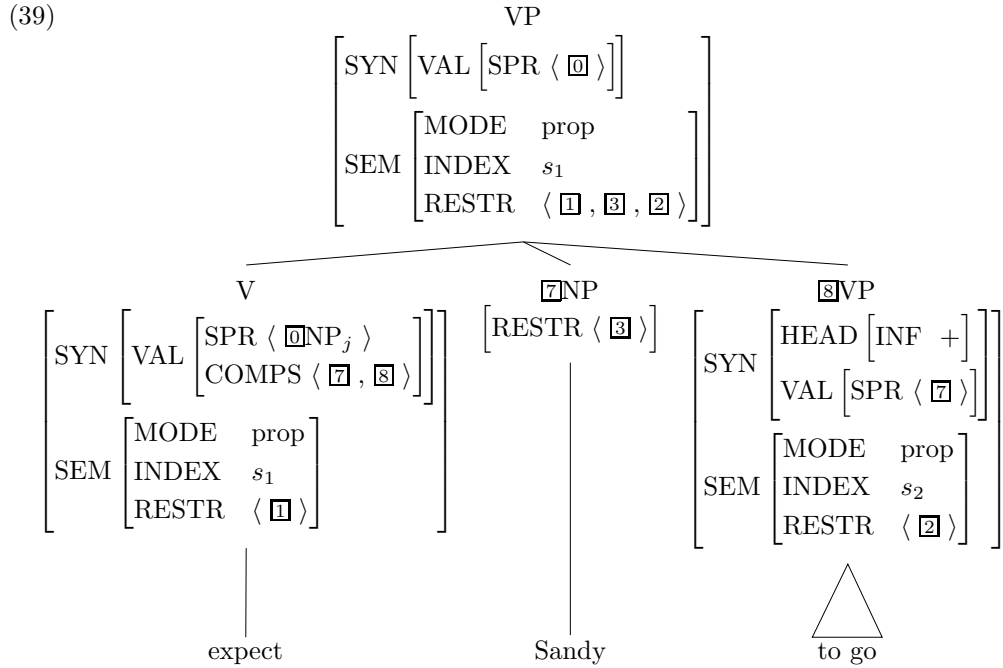 (39) VP
SYN [VAL [SPR ⟨ 0 ⟩]]
MODE prop
SEM INDEX s₁
RESTR ⟨ 1 , 3 , 2 ⟩
V 7NP 8VP
SPR ⟨ 0NPⱼ ⟩ [RESTR ⟨ 3 ⟩] HEAD [INF +]
SYN VAL SYN
COMPS ⟨ 7 , 8 ⟩ VAL [SPR ⟨ 7 ⟩]
MODE prop MODE prop
SEM INDEX s₁ SEM INDEX s₂
RESTR ⟨ 1 ⟩ RESTR ⟨ 2 ⟩
expect Sandy to go